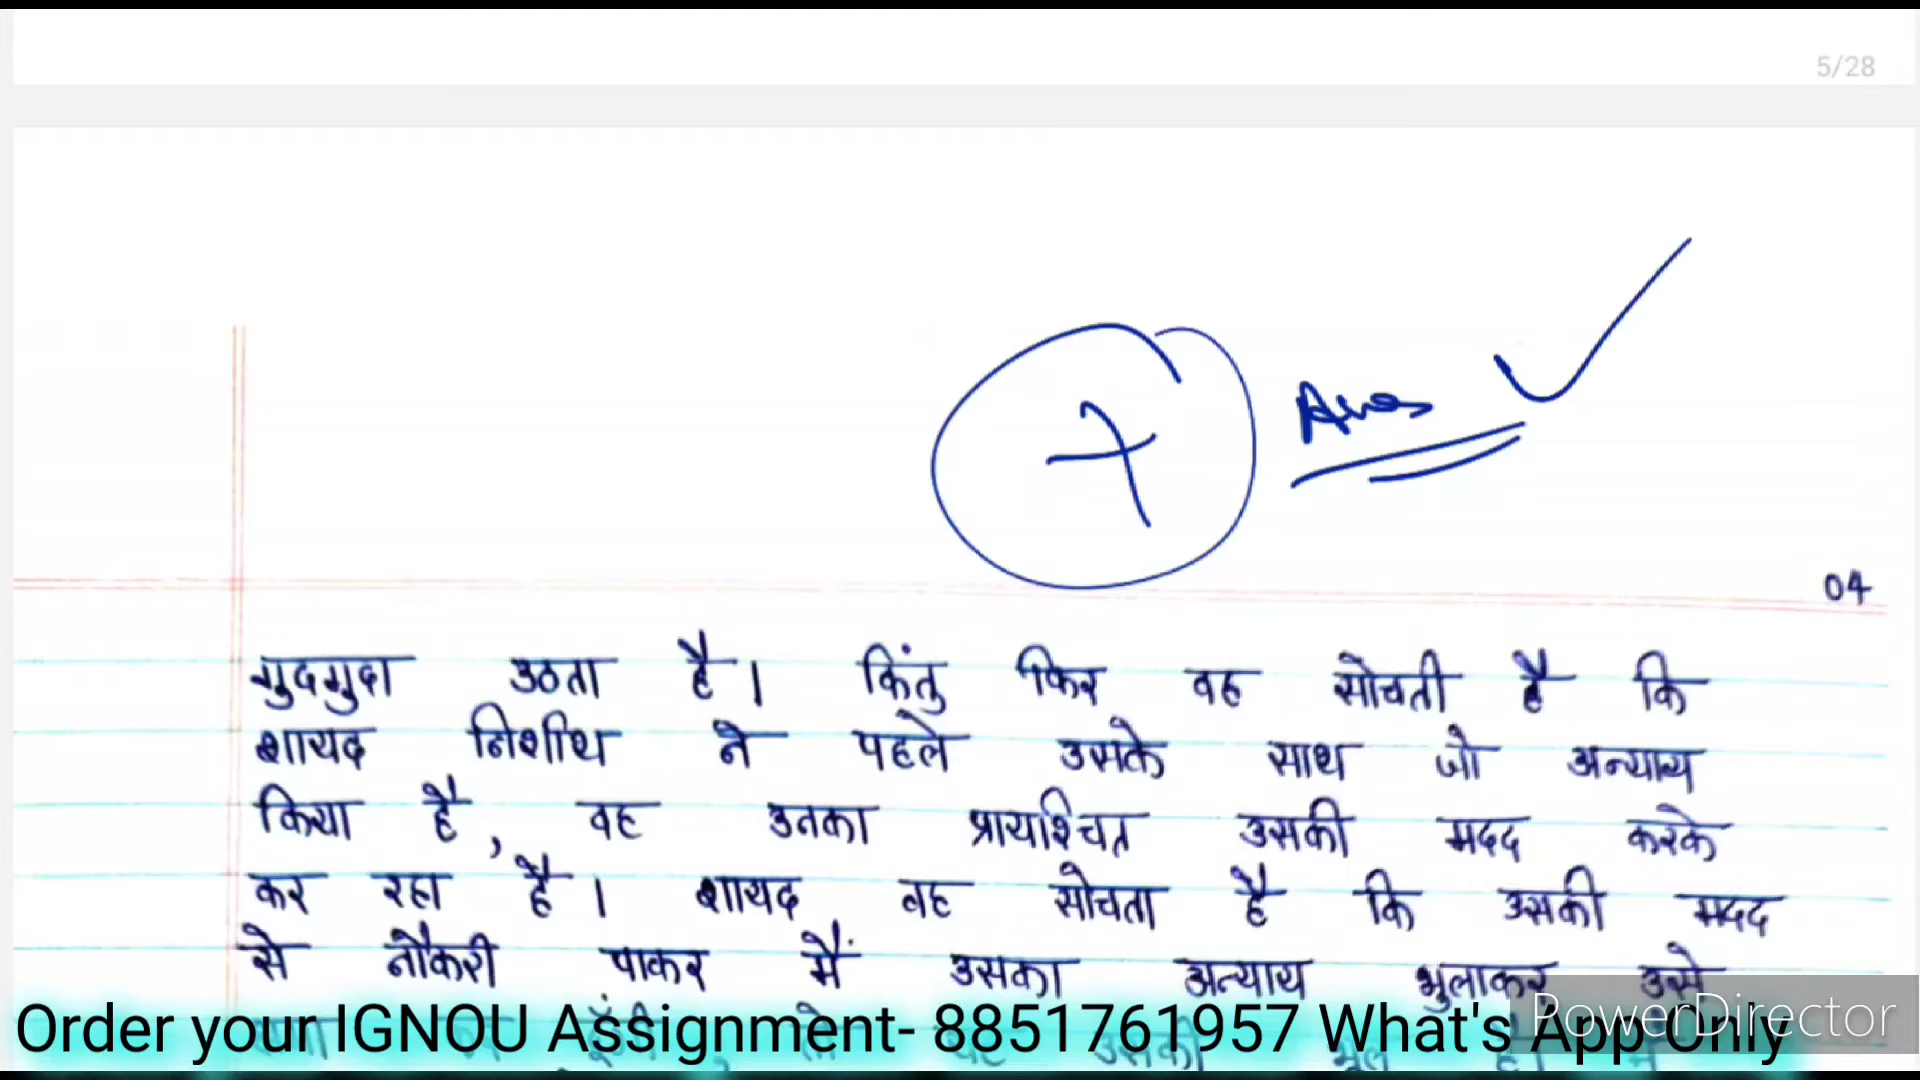 5/28
7 Ans
04
गुदगुदा उठता है। किंतु फिर वह सोचती है कि
शायद निशीथ ने पहले उसके साथ जो अन्याय
किया है, वह उनका प्रायश्चित उसकी मदद करके
कर रहा है। शायद वह सोचता है कि उसकी मदद
से नौकरी पाकर मैं उसका अत्याय भुलाकर उसे
Order your IGNOU Assignment- 8851761957 What's App Only
PowerDirector